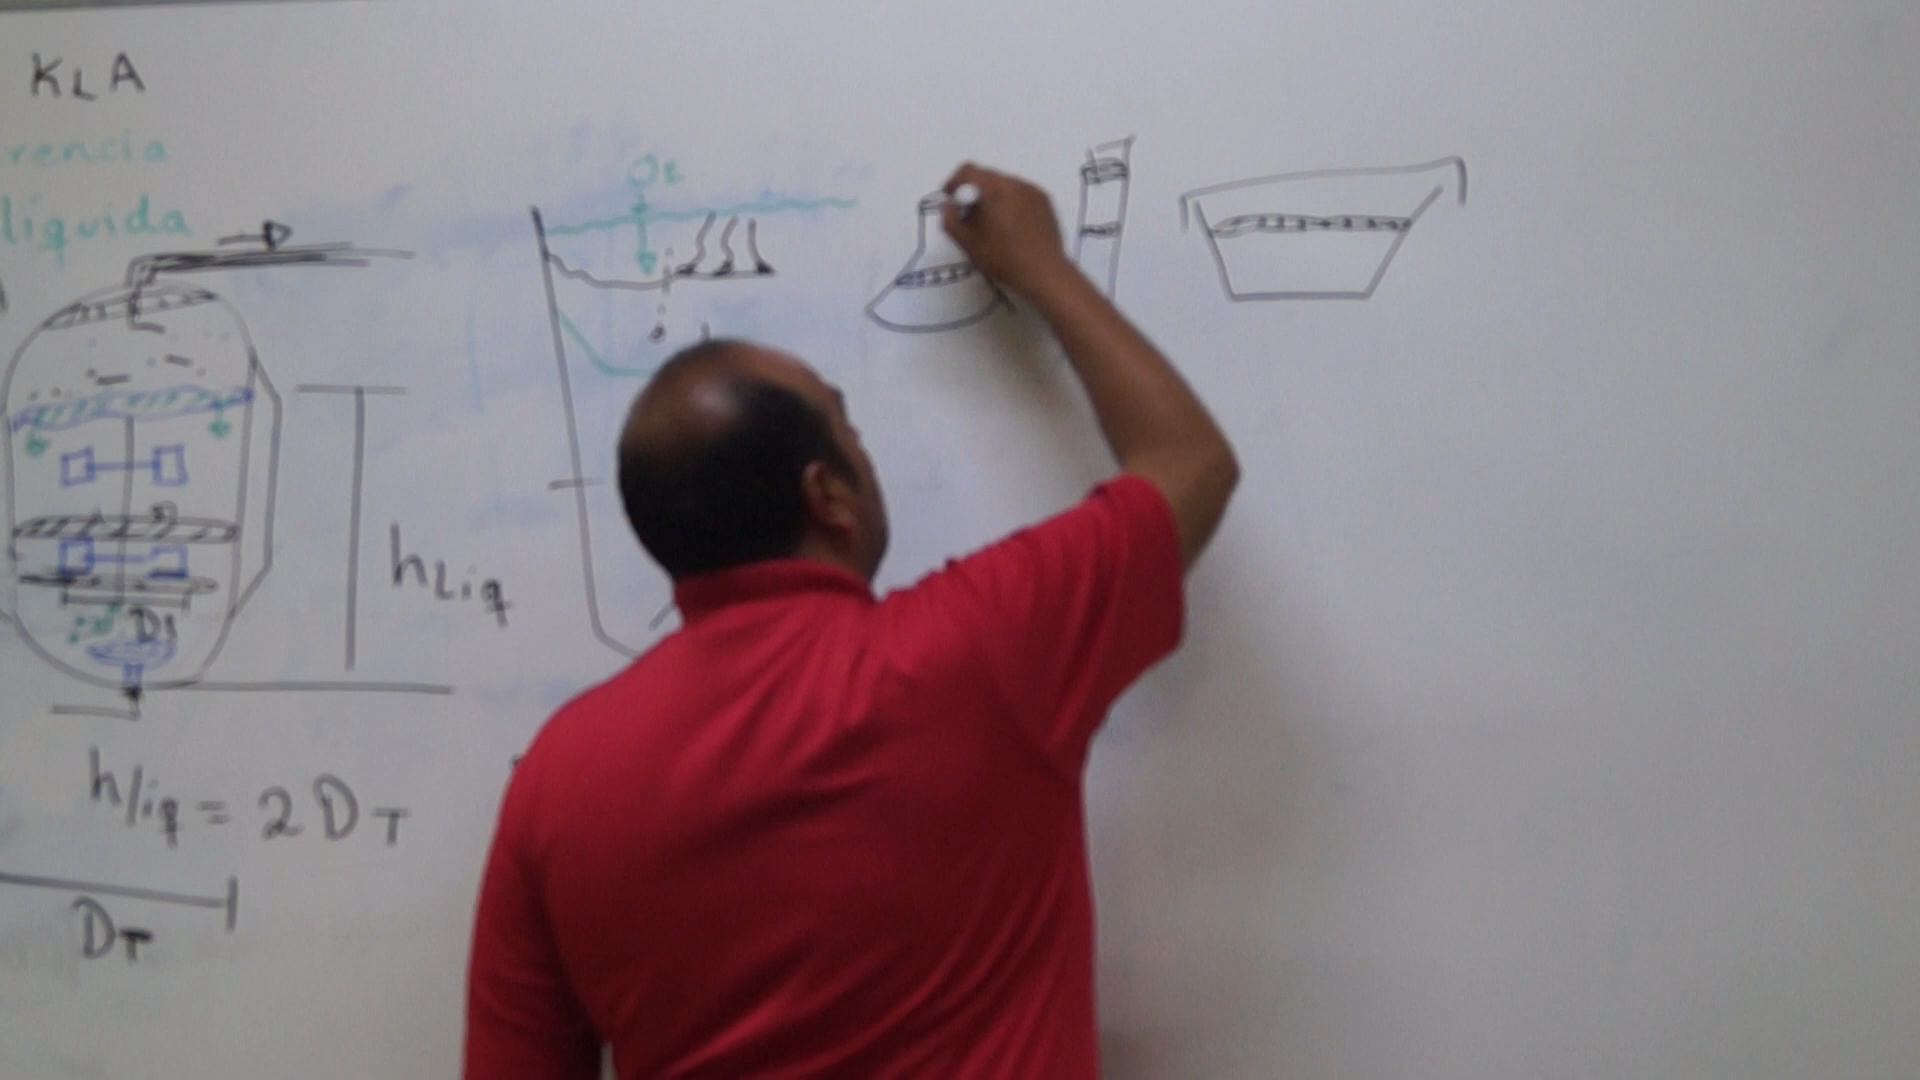 KLA
rencia
líquida
O2
hLiq
Di
hliq = 2DT
DT